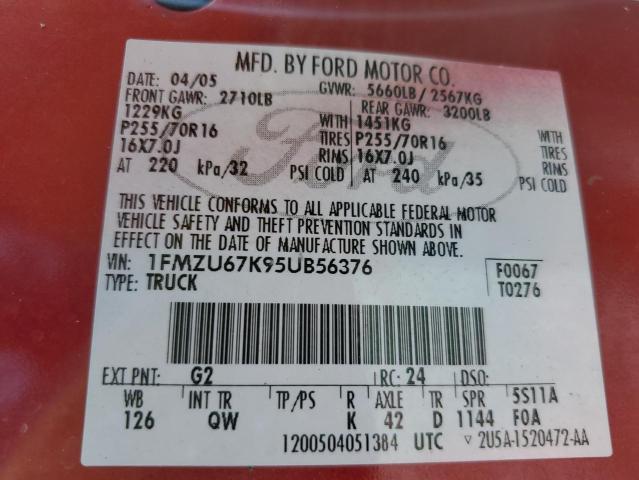 MFD. BY FORD MOTOR CO.
DATE: 04/05 GVWR: 5660LB / 2567KG
FRONT GAWR: 2710LB REAR GAWR: 3200LB
1229KG WITH 1451KG WITH
P255/70R16 TIRES P255/70R16 TIRES
16X7.0J RIMS 16X7.0J RIMS
AT 220 kPa/32 PSI COLD AT 240 kPa/35 PSI COLD
Ford
THIS VEHICLE CONFORMS TO ALL APPLICABLE FEDERAL MOTOR
VEHICLE SAFETY AND THEFT PREVENTION STANDARDS IN
EFFECT ON THE DATE OF MANUFACTURE SHOWN ABOVE.
VIN: 1FMZU67K95UB56376 F0067
TYPE: TRUCK T0276
EXT PNT: G2 RC: 24 DSO:
WB INT TR TP/PS R AXLE TR SPR 5S11A
126 QW K 42 D 1144 F0A
1200504051384 UTC ▽ 2U5A-1520472-AA